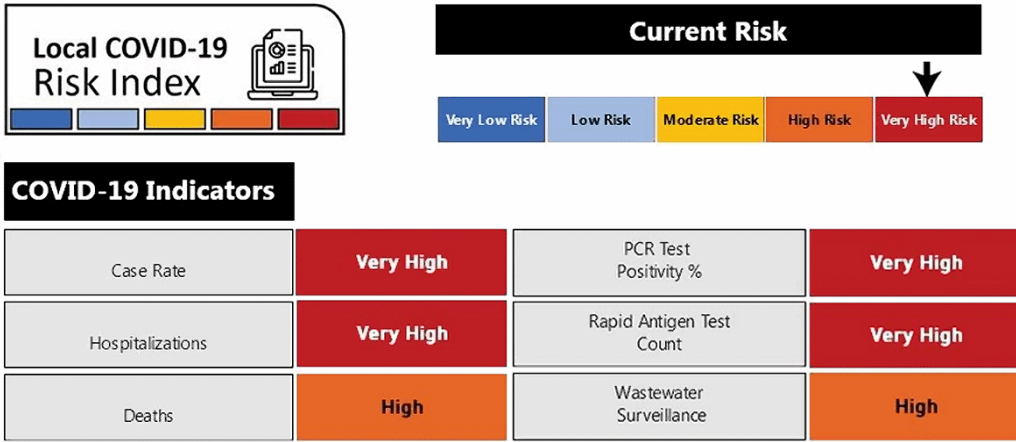 Local COVID-19
Risk Index
Current Risk
Very Low Risk
Low Risk
Moderate Risk
High Risk
Very High Risk
COVID-19 Indicators
Case Rate
Very High
PCR Test
Positivity %
Very High
Hospitalizations
Very High
Rapid Antigen Test
Count
Very High
Deaths
High
Wastewater
Surveillance
High